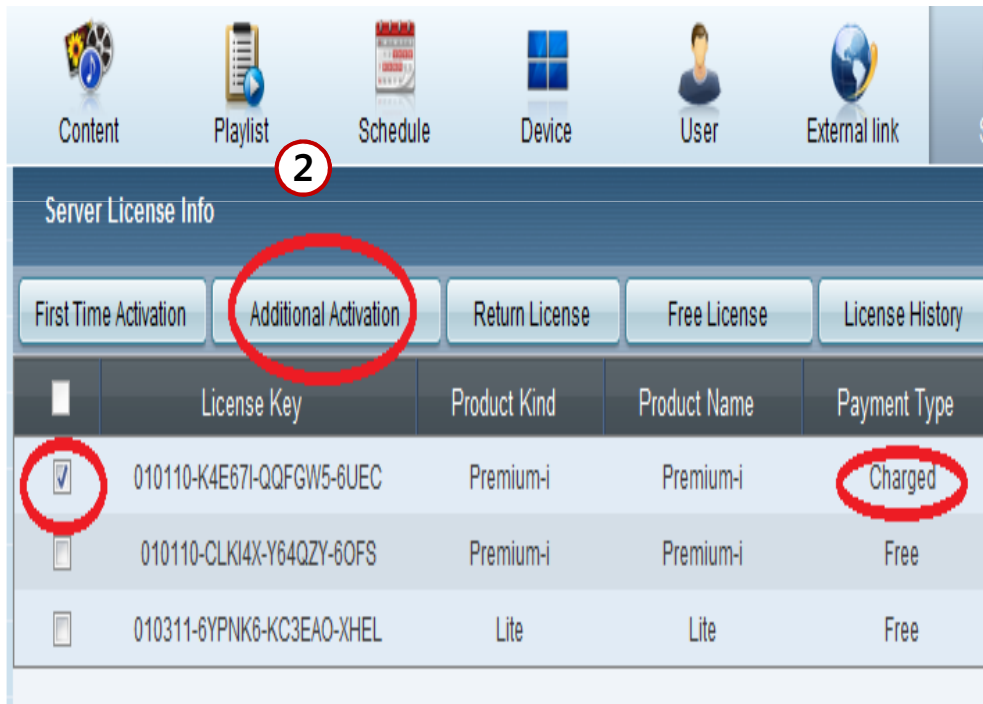 Content Playlist Schedule Device User External link S
2
Server License Info
First Time Activation Additional Activation Return License Free License License History
License Key Product Kind Product Name Payment Type
010110-K4E67I-QQFGW5-6UEC Premium-i Premium-i Charged
010110-CLKI4X-Y64QZY-6OFS Premium-i Premium-i Free
010311-6YPNK6-KC3EAO-XHEL Lite Lite Free